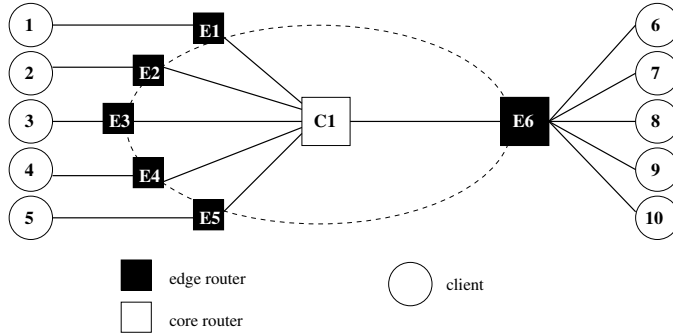 1 E1 6
2 E2 7
3 E3 C1 E6 8
4 E4 9
5 E5 10
edge router client
core router